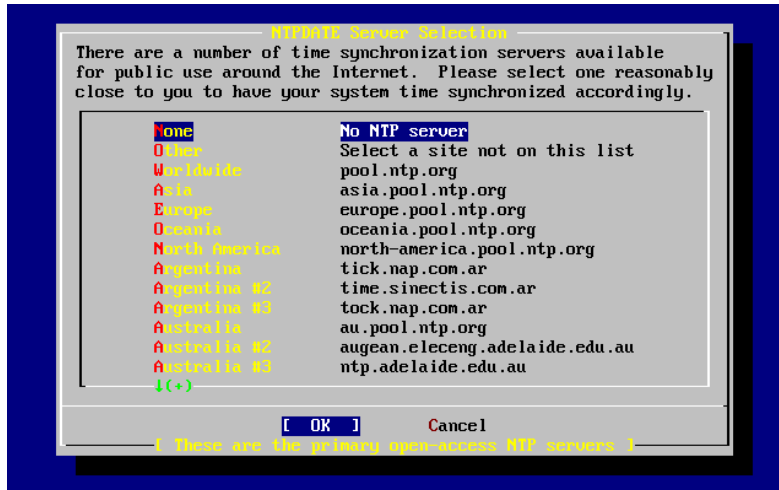 NTPDATE Server Selection
There are a number of time synchronization servers available
for public use around the Internet.  Please select one reasonably
close to you to have your system time synchronized accordingly.
None No NTP server
Other Select a site not on this list
Worldwide pool.ntp.org
Asia asia.pool.ntp.org
Europe europe.pool.ntp.org
Oceania oceania.pool.ntp.org
North America north-america.pool.ntp.org
Argentina tick.nap.com.ar
Argentina #2 time.sinectis.com.ar
Argentina #3 tock.nap.com.ar
Australia au.pool.ntp.org
Australia #2 augean.eleceng.adelaide.edu.au
Australia #3 ntp.adelaide.edu.au
↓(+)
[ OK ] Cancel
[ These are the primary open-access NTP servers ]